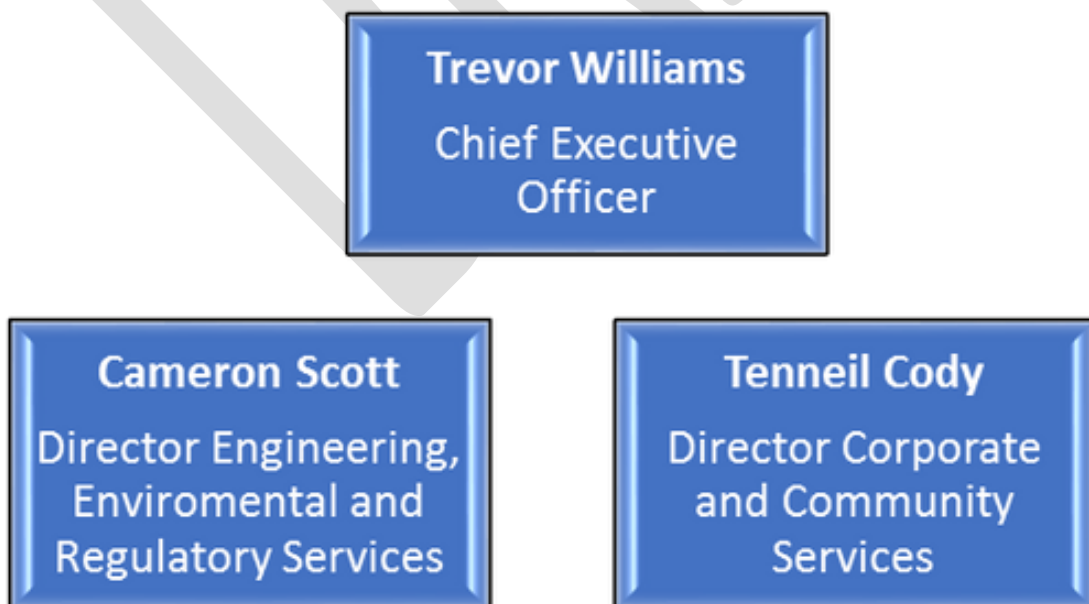 Trevor Williams
Chief Executive
Officer
Cameron Scott
Director Engineering,
Enviromental and
Regulatory Services
Tenneil Cody
Director Corporate
and Community
Services